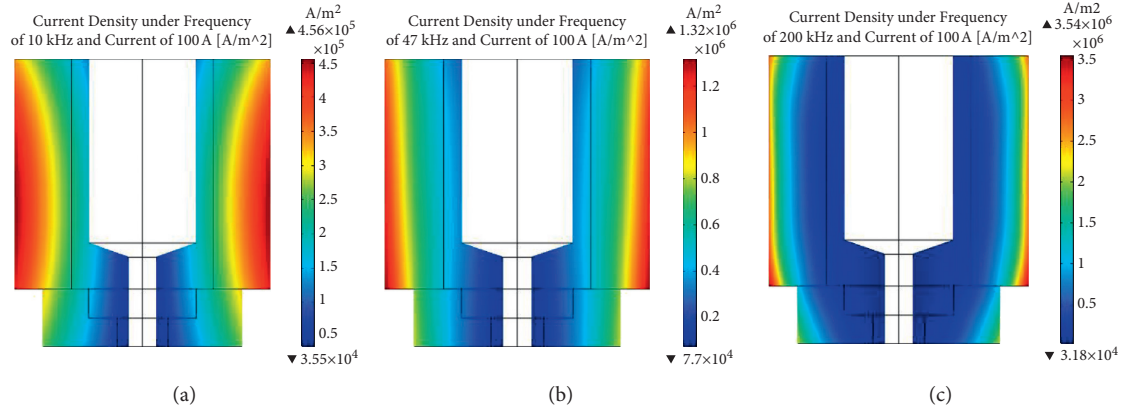 Current Density under Frequency
of 10 kHz and Current of 100 A [A/m^2]
A/m²
▲ 4.56×10⁵
×10⁵
4
3.5
3
2.5
2
1.5
1
0.5
▼ 3.55×10⁴
(a)
Current Density under Frequency
of 47 kHz and Current of 100 A [A/m^2]
A/m²
▲ 1.32×10⁶
×10⁶
1.2
1
0.8
0.6
0.4
0.2
▼ 7.7×10⁴
(b)
Current Density under Frequency
of 200 kHz and Current of 100 A [A/m^2]
A/m2
▲ 3.54×10⁶
×10⁶
3.5
3
2.5
2
1.5
1
0.5
▼ 3.18×10⁴
(c)